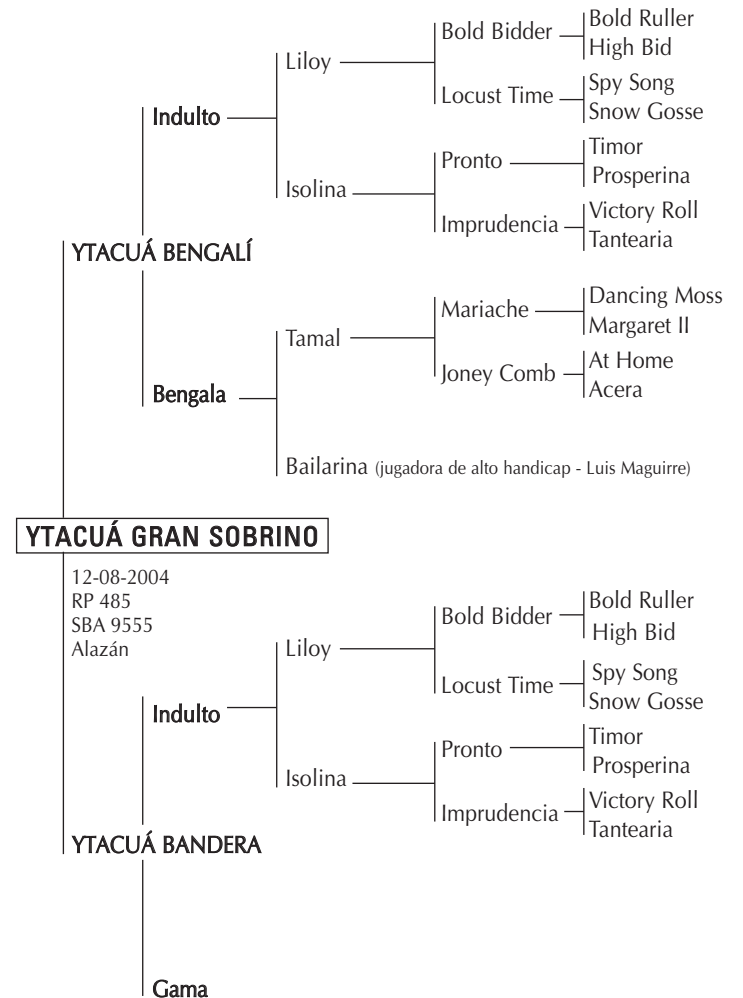 Bold Bidder
Bold Ruller
High Bid
Liloy
Locust Time
Spy Song
Snow Gosse
Indulto
Isolina
Pronto
Timor
Prosperina
Imprudencia
Victory Roll
Tantearia
YTACUÁ BENGALÍ
Tamal
Mariache
Dancing Moss
Margaret II
Joney Comb
At Home
Acera
Bengala
Bailarina (jugadora de alto handicap - Luis Maguirre)
YTACUÁ GRAN SOBRINO
12-08-2004
RP 485
SBA 9555
Alazán
Bold Bidder
Bold Ruller
High Bid
Liloy
Locust Time
Spy Song
Snow Gosse
Indulto
Isolina
Pronto
Timor
Prosperina
Imprudencia
Victory Roll
Tantearia
YTACUÁ BANDERA
Gama